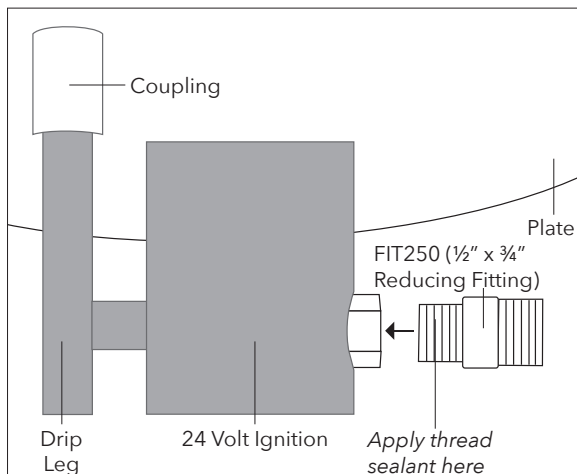 Coupling
Plate
FIT250 (½" x ¾"
Reducing Fitting)
Drip
Leg
24 Volt Ignition
Apply thread
sealant here